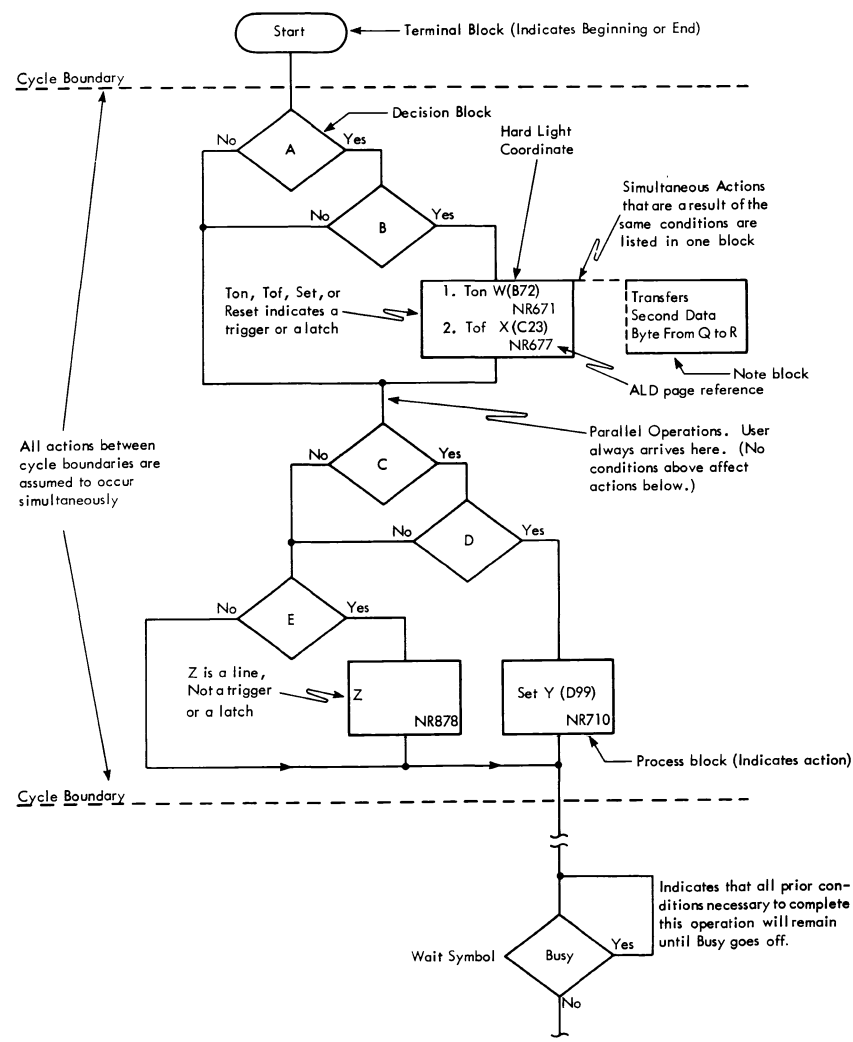 Start
Terminal Block (Indicates Beginning or End)
Cycle Boundary
Decision Block
No
Yes
A
Hard Light
Coordinate
Simultaneous Actions
that are a result of the
same conditions are
listed in one block
No
Yes
B
Ton, Tof, Set, or
Reset indicates a
trigger or a latch
1. Ton W(B72)
NR671
2. Tof X (C23)
NR677
Transfers
Second Data
Byte From Q to R
Note block
ALD page reference
Parallel Operations. User
always arrives here. (No
conditions above affect
actions below.)
All actions between
cycle boundaries are
assumed to occur
simultaneously
No
Yes
C
No
Yes
D
No
Yes
E
Z is a line,
Not a trigger
or a latch
Z
NR878
Set Y (D99)
NR710
Process block (Indicates action)
Cycle Boundary
Indicates that all prior con-
ditions necessary to complete
this operation will remain
until Busy goes off.
Wait Symbol
Busy
Yes
No